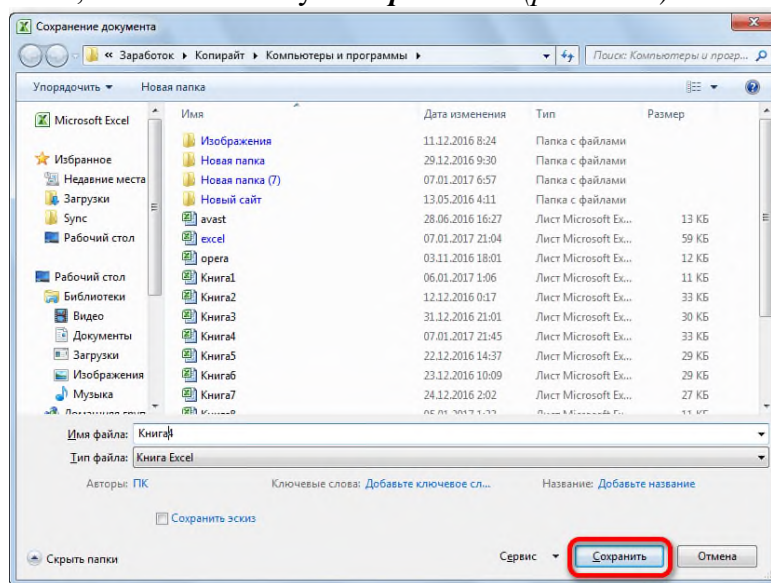 Сохранение документа
« Заработок ▸ Копирайт ▸ Компьютеры и программы ▸ Поиск: Компьютеры и прогр...
Упорядочить Новая папка
Microsoft Excel
Избранное
Недавние места
Загрузки
Sync
Рабочий стол
Рабочий стол
Библиотеки
Видео
Документы
Загрузки
Изображения
Музыка
Имя Дата изменения Тип Размер
Изображения 11.12.2016 8:24 Папка с файлами
Новая папка 29.12.2016 9:30 Папка с файлами
Новая папка (7) 07.01.2017 6:57 Папка с файлами
Новый сайт 13.05.2016 4:11 Папка с файлами
avast 28.06.2016 16:27 Лист Microsoft Ex... 13 КБ
excel 07.01.2017 21:04 Лист Microsoft Ex... 59 КБ
opera 03.11.2016 18:01 Лист Microsoft Ex... 12 КБ
Книга1 06.01.2017 1:06 Лист Microsoft Ex... 11 КБ
Книга2 12.12.2016 0:17 Лист Microsoft Ex... 33 КБ
Книга3 31.12.2016 21:01 Лист Microsoft Ex... 30 КБ
Книга4 07.01.2017 21:45 Лист Microsoft Ex... 33 КБ
Книга5 22.12.2016 14:37 Лист Microsoft Ex... 29 КБ
Книга6 23.12.2016 10:09 Лист Microsoft Ex... 29 КБ
Книга7 24.12.2016 2:02 Лист Microsoft Ex... 27 КБ
Имя файла: Книга4
Тип файла: Книга Excel
Авторы: ПК Ключевые слова: Добавьте ключевое сл... Название: Добавьте название
Сохранить эскиз
Скрыть папки Сервис Сохранить Отмена